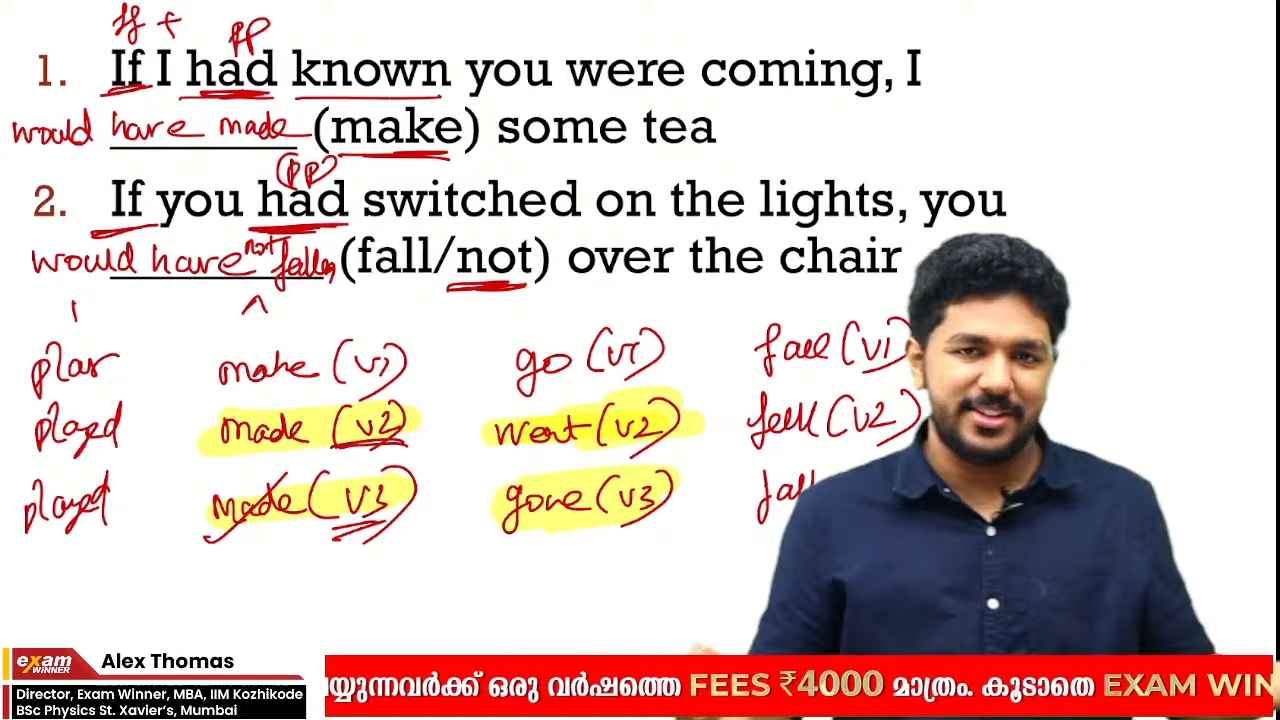 If + pp
1. If I had known you were coming, I
would have made (make) some tea
(pp)
2. If you had switched on the lights, you
would have not fallen (fall/not) over the chair
make (v1) go (v1) fall (v1)
played made (v2) went (v2) fell (v2)
played made (v3) gone (v3) fall
exam WINNER Alex Thomas
Director, Exam Winner, MBA, IIM Kozhikode
BSc Physics St. Xavier's, Mumbai
യ്യുന്നവർക്ക് ഒരു വർഷത്തെ FEES ₹4000 മാത്രം. കൂടാതെ EXAM WIN